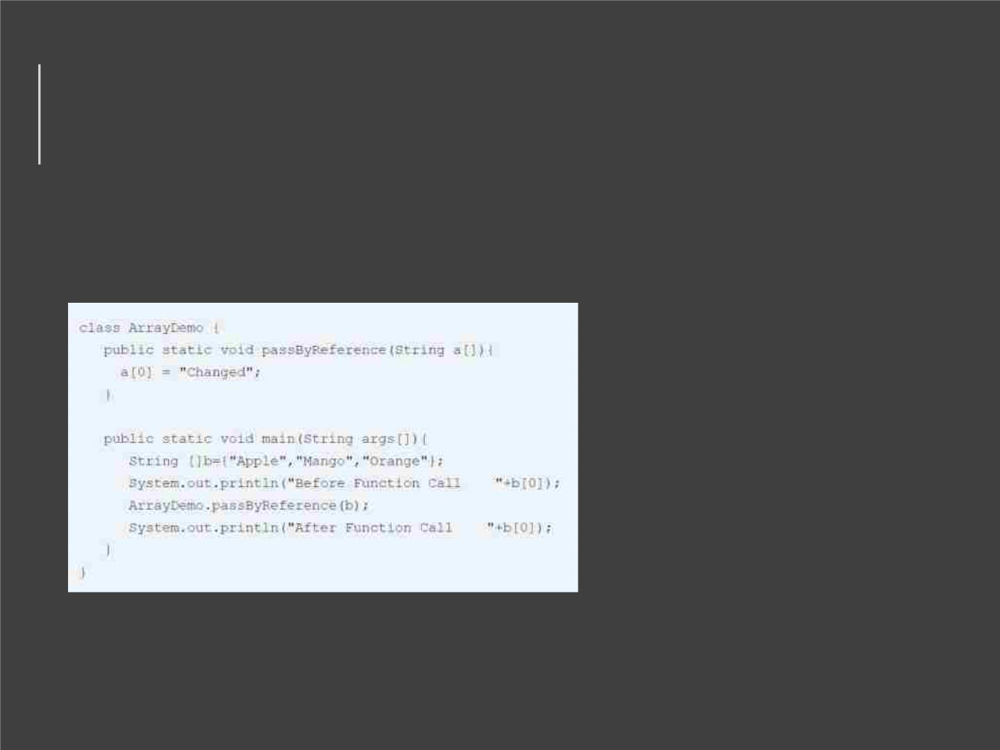 class ArrayDemo {
public static void passByReference(String a[]){
a[0] = "Changed";
}
public static void main(String args[]){
String []b={"Apple","Mango","Orange"};
System.out.println("Before Function Call    "+b[0]);
ArrayDemo.passByReference(b);
System.out.println("After Function Call    "+b[0]);
}
}